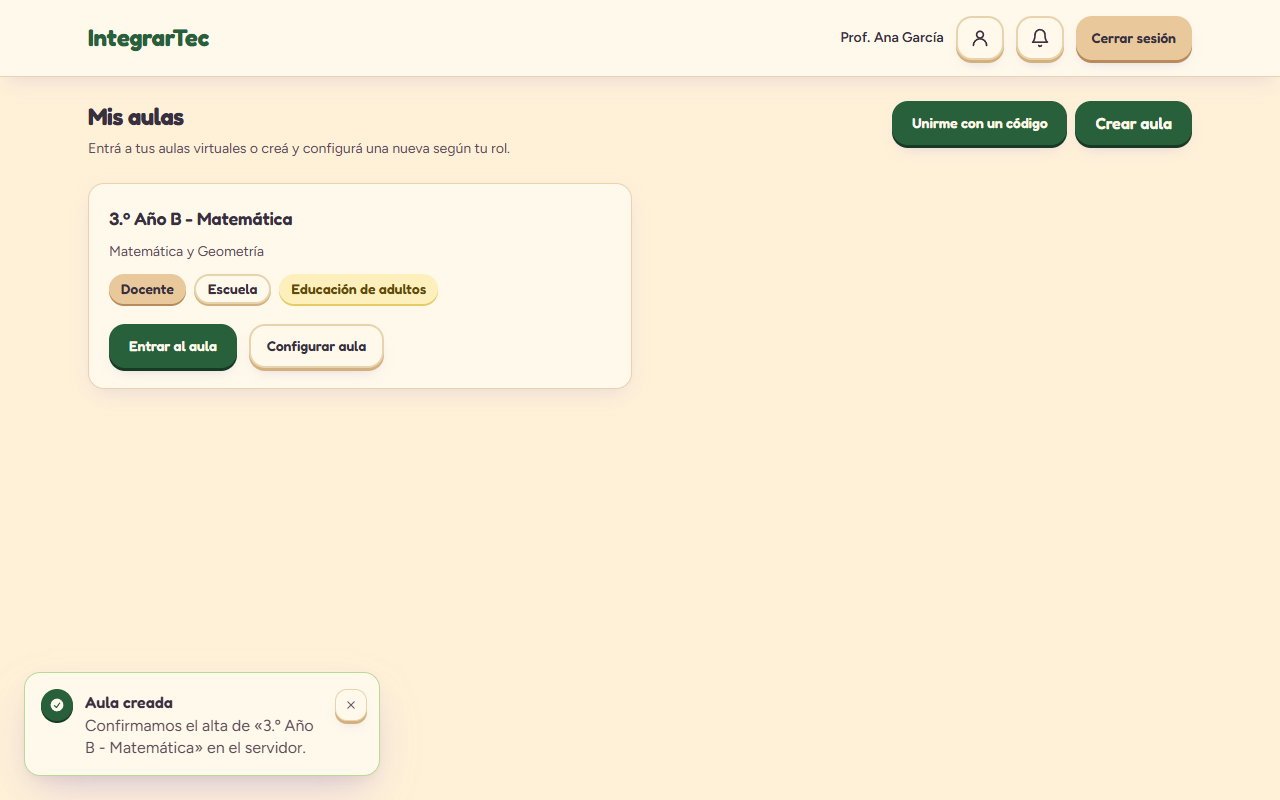 IntegrarTec
Prof. Ana García
Cerrar sesión
Mis aulas
Entrá a tus aulas virtuales o creá y configurá una nueva según tu rol.
Unirme con un código
Crear aula
3.º Año B - Matemática
Matemática y Geometría
Docente
Escuela
Educación de adultos
Entrar al aula
Configurar aula
Aula creada
Confirmamos el alta de «3.º Año
B - Matemática» en el servidor.